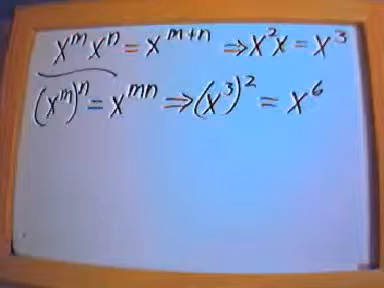 x^m x^n = x^{m+n} ⇒ x^2 x = x^3
(x^m)^n = x^{mn} ⇒ (x^3)^2 = x^6